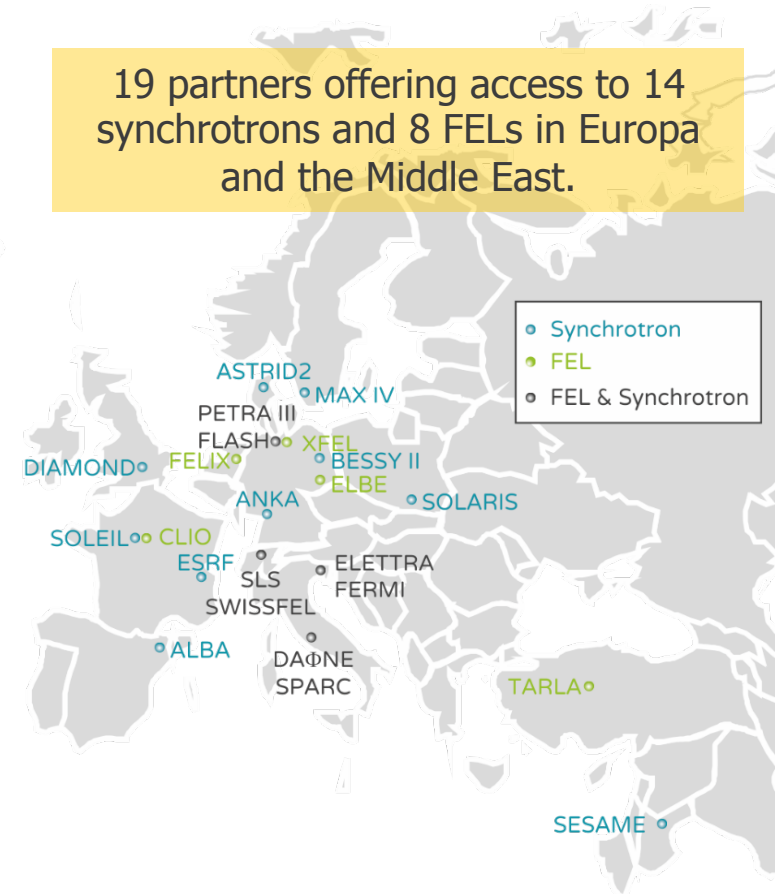 19 partners offering access to 14
synchrotrons and 8 FELs in Europa
and the Middle East.
Synchrotron
FEL
FEL & Synchrotron
ASTRID2
MAX IV
PETRA III
FLASH
XFEL
DIAMOND
FELIX
BESSY II
ELBE
ANKA
SOLARIS
SOLEIL
CLIO
ESRF
SLS
SWISSFEL
ELETTRA
FERMI
ALBA
DAΦNE
SPARC
TARLA
SESAME